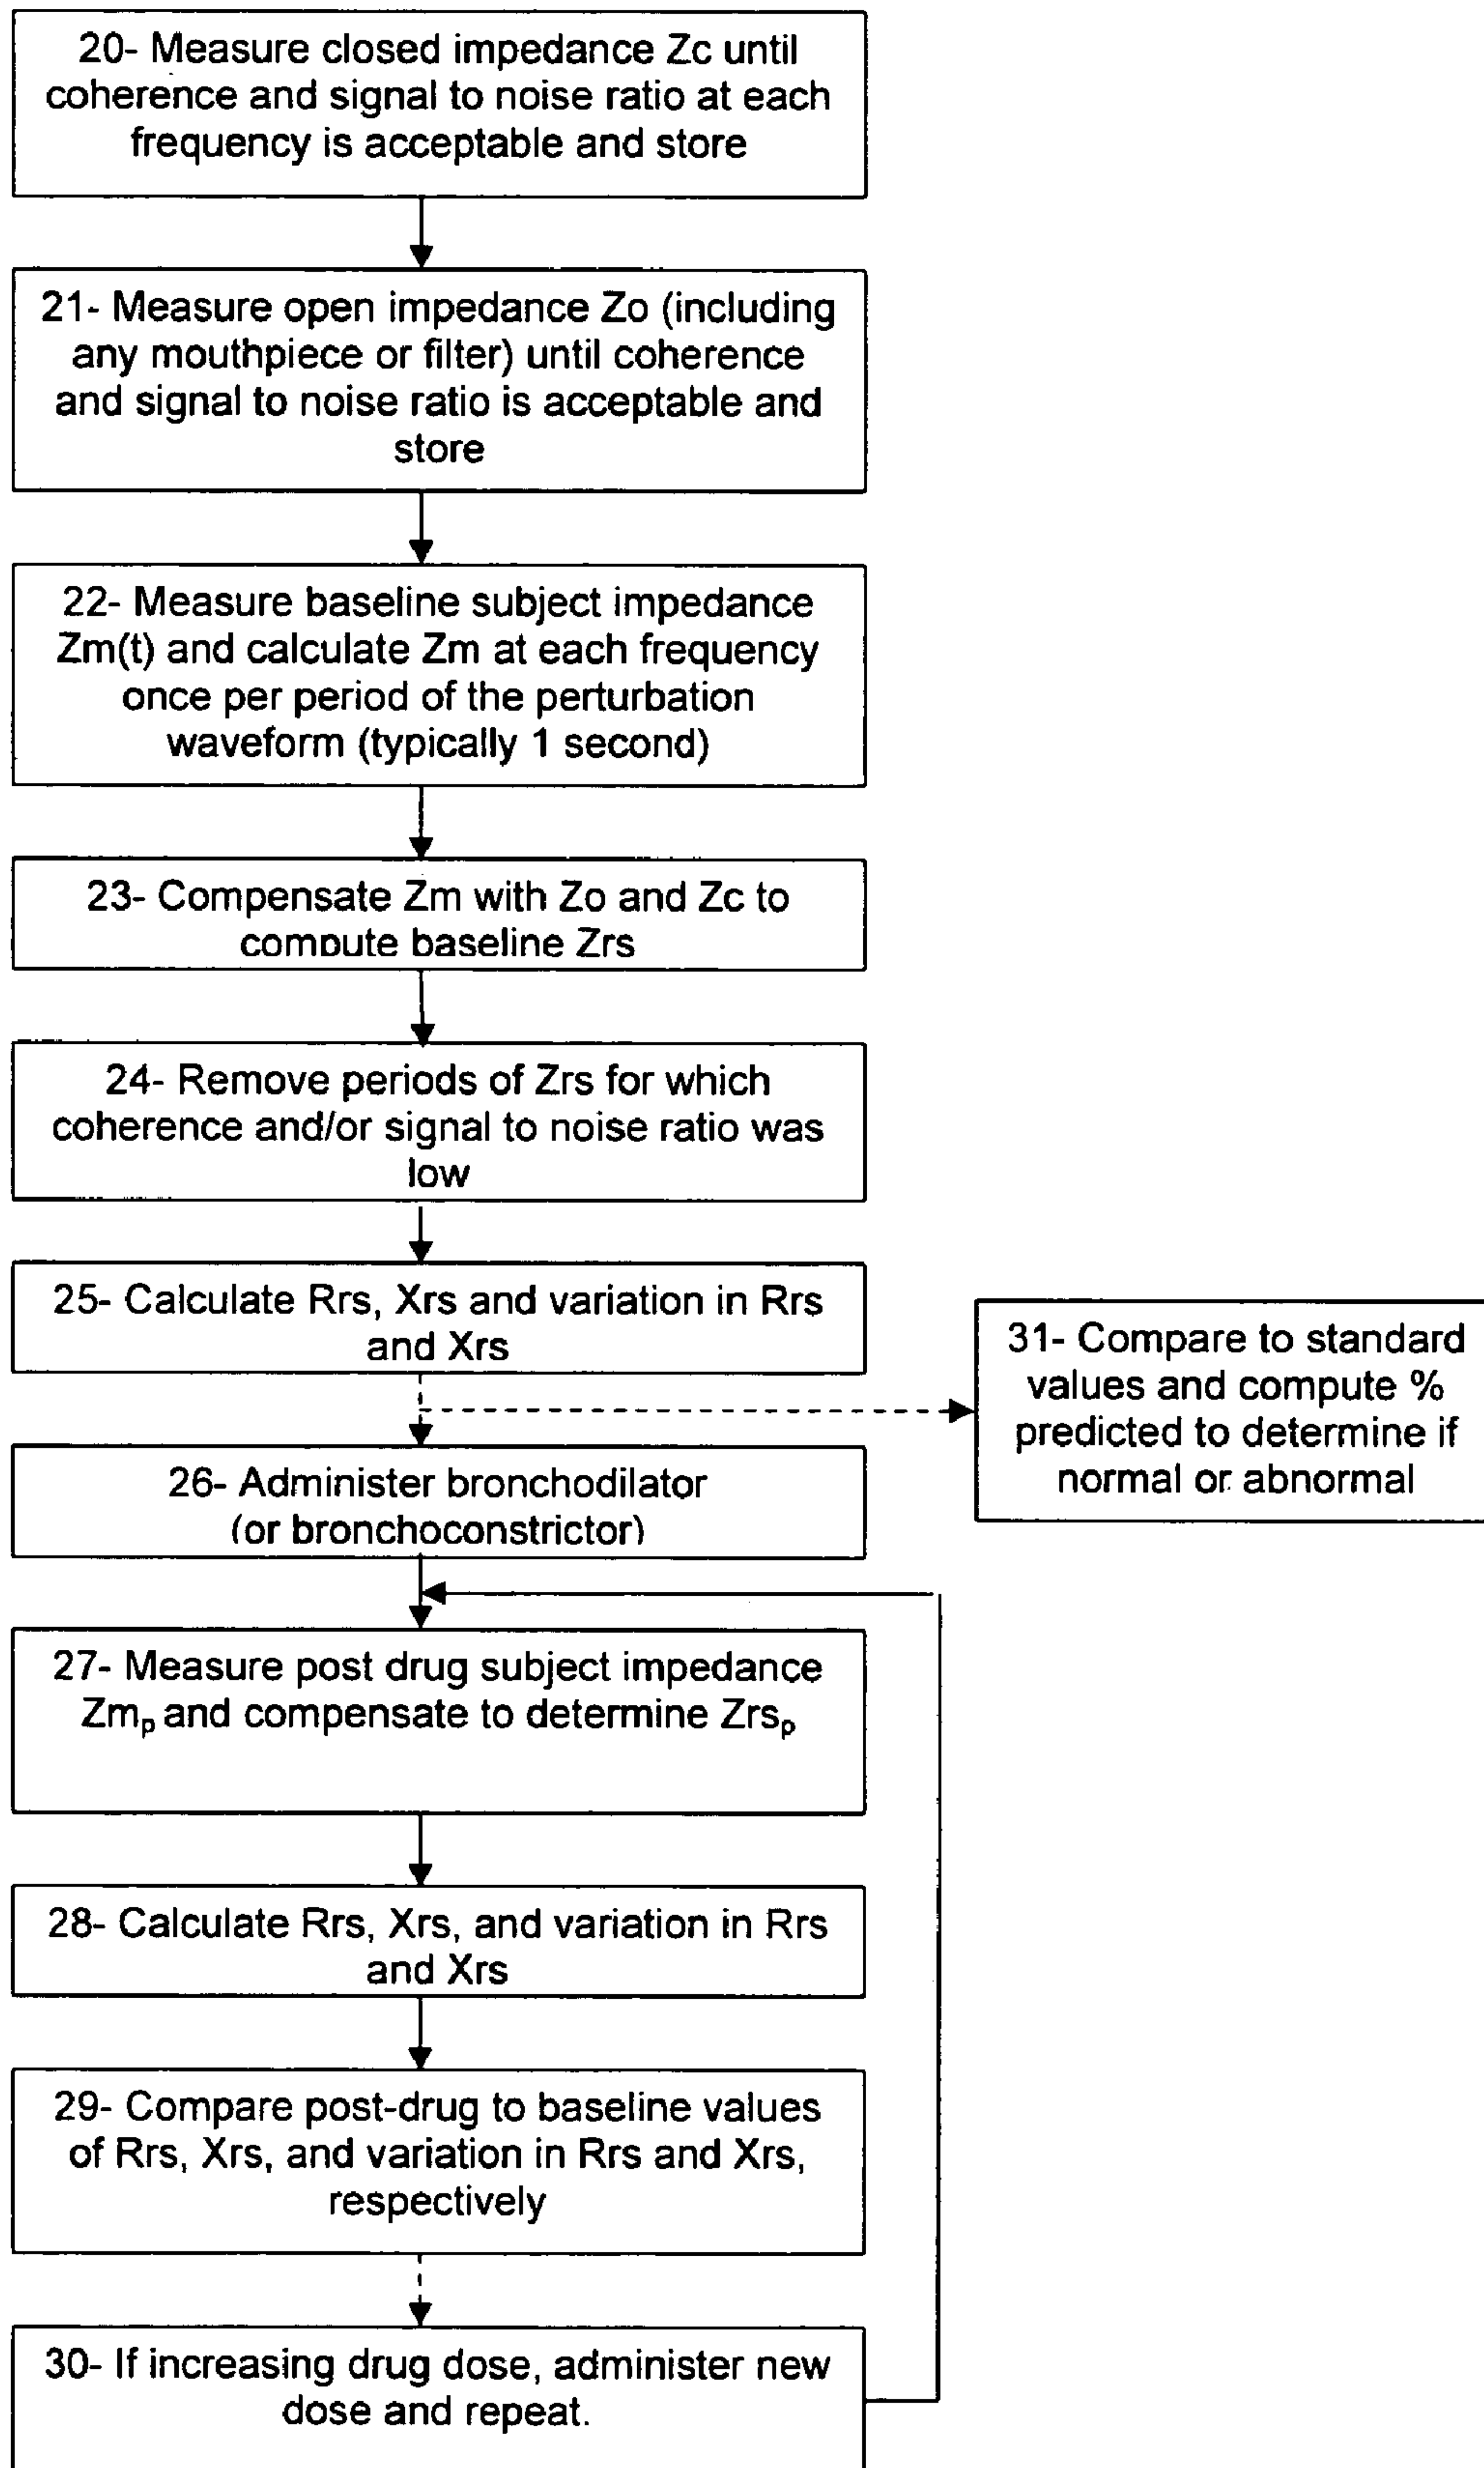 20- Measure closed impedance Zc until
coherence and signal to noise ratio at each
frequency is acceptable and store
21- Measure open impedance Zo (including
any mouthpiece or filter) until coherence
and signal to noise ratio is acceptable and
store
22- Measure baseline subject impedance
Zm(t) and calculate Zm at each frequency
once per period of the perturbation
waveform (typically 1 second)
23- Compensate Zm with Zo and Zc to
compute baseline Zrs
24- Remove periods of Zrs for which
coherence and/or signal to noise ratio was
low
25- Calculate Rrs, Xrs and variation in Rrs
and Xrs
31- Compare to standard
values and compute %
predicted to determine if
normal or abnormal
26- Administer bronchodilator
(or bronchoconstrictor)
27- Measure post drug subject impedance
Zmp and compensate to determine Zrsp
28- Calculate Rrs, Xrs, and variation in Rrs
and Xrs
29- Compare post-drug to baseline values
of Rrs, Xrs, and variation in Rrs and Xrs,
respectively
30- If increasing drug dose, administer new
dose and repeat.